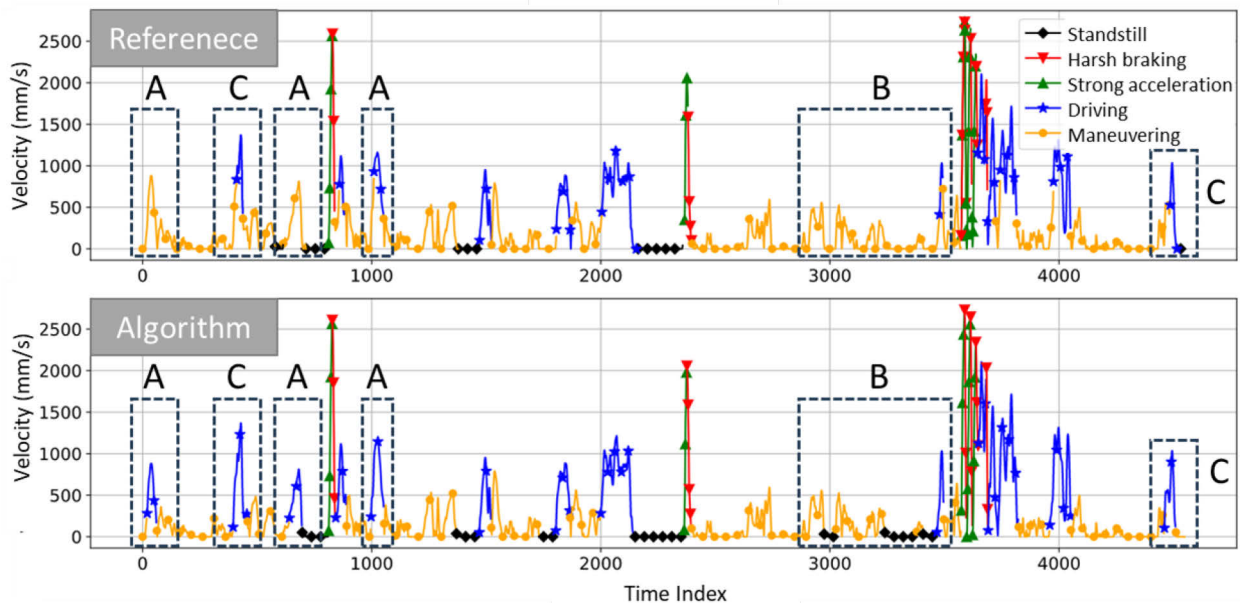 Referenece
2500
2000
1500
1000
500
0
Velocity (mm/s)
A
C
A
A
B
C
Standstill
Harsh braking
Strong acceleration
Driving
Maneuvering
0
1000
2000
3000
4000
Algorithm
2500
2000
1500
1000
500
0
Velocity (mm/s)
A
C
A
A
B
C
0
1000
2000
3000
4000
Time Index